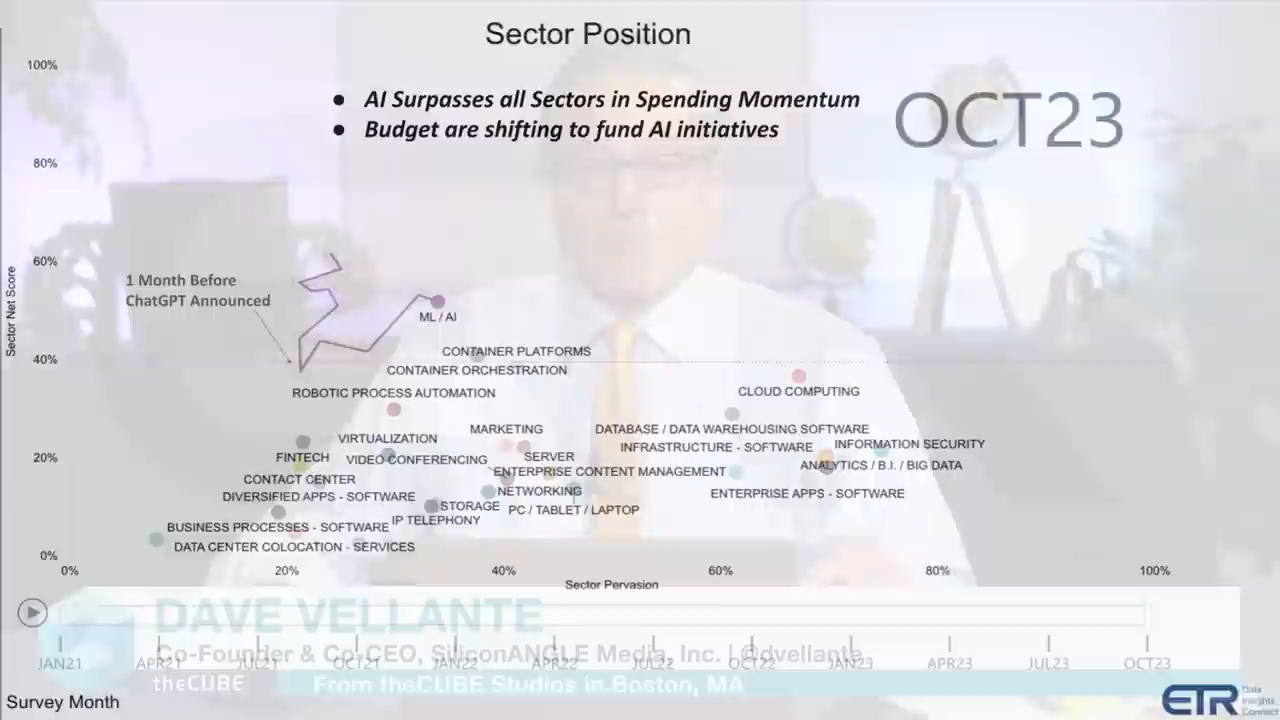 Sector Position
● AI Surpasses all Sectors in Spending Momentum
● Budget are shifting to fund AI initiatives
OCT23
100%
80%
60%
40%
20%
0%
Sector Net Score
1 Month Before
ChatGPT Announced
ML / AI
CONTAINER PLATFORMS
CONTAINER ORCHESTRATION
ROBOTIC PROCESS AUTOMATION
CLOUD COMPUTING
MARKETING
DATABASE / DATA WAREHOUSING SOFTWARE
VIRTUALIZATION
INFRASTRUCTURE - SOFTWARE
INFORMATION SECURITY
FINTECH
VIDEO CONFERENCING
SERVER
ANALYTICS / B.I. / BIG DATA
ENTERPRISE CONTENT MANAGEMENT
CONTACT CENTER
NETWORKING
ENTERPRISE APPS - SOFTWARE
DIVERSIFIED APPS - SOFTWARE
STORAGE
PC / TABLET / LAPTOP
IP TELEPHONY
BUSINESS PROCESSES - SOFTWARE
DATA CENTER COLOCATION - SERVICES
0% 20% 40% 60% 80% 100%
Sector Pervasion
DAVE VELLANTE
Co-Founder & Co-CEO, SiliconANGLE Media, Inc. | @dvellante
JAN21 APR21 JUL21 OCT21 JAN22 APR22 JUL22 OCT22 JAN23 APR23 JUL23 OCT23
theCUBE From theCUBE Studios in Boston, MA
Survey Month
ETR Data
Insights
Connect